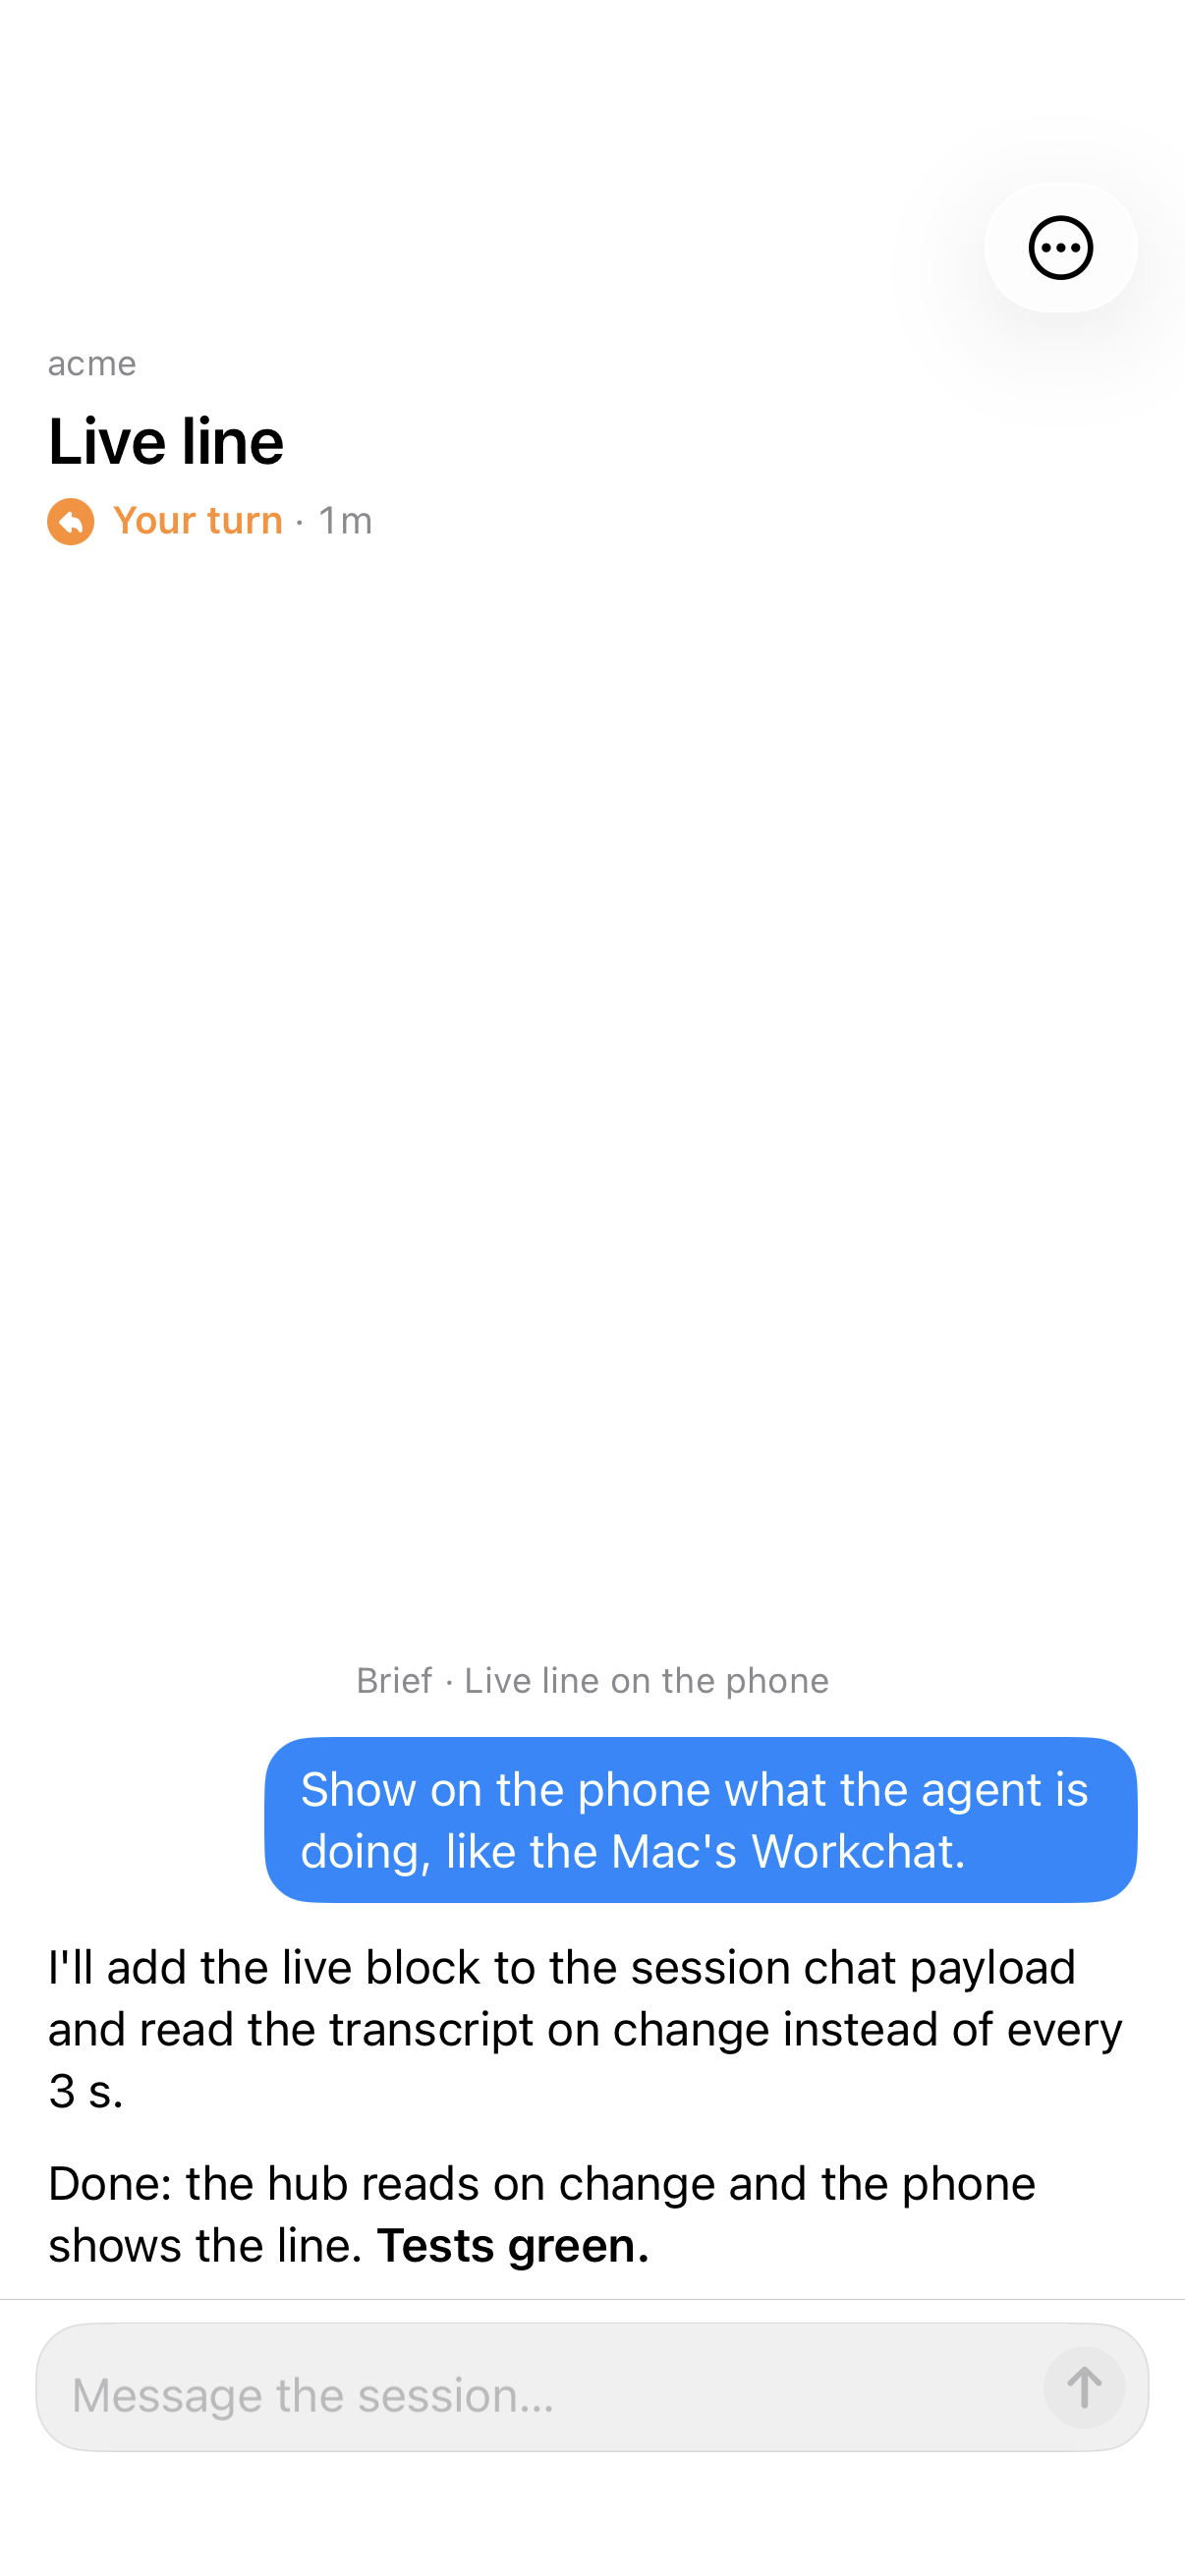 acme
Live line
Your turn · 1m
Brief · Live line on the phone
Show on the phone what the agent is
doing, like the Mac's Workchat.
I'll add the live block to the session chat payload
and read the transcript on change instead of every
3 s.
Done: the hub reads on change and the phone
shows the line. Tests green.
Message the session...